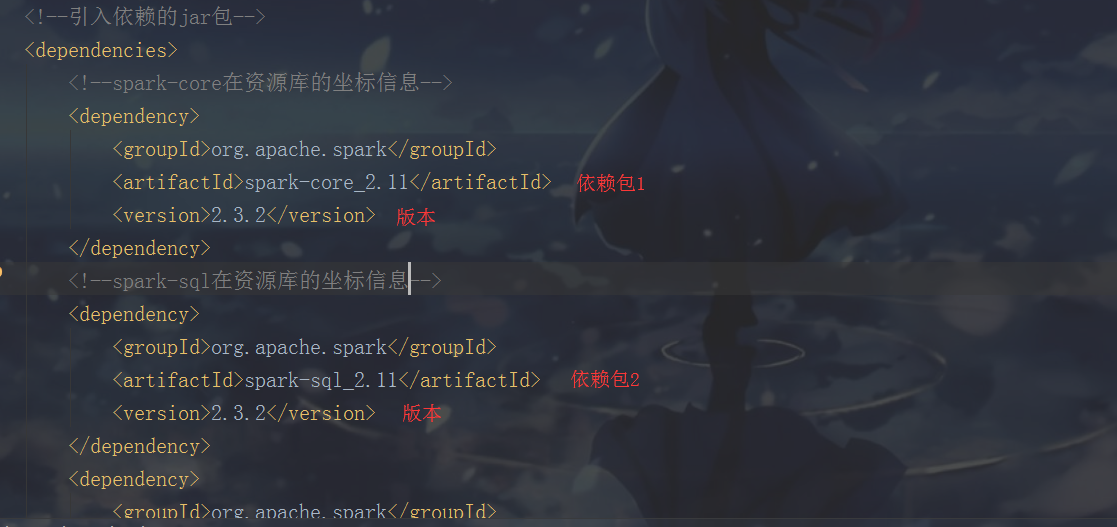 <!--引入依赖的jar包-->
<dependencies>
<!--spark-core在资源库的坐标信息-->
<dependency>
<groupId>org.apache.spark</groupId>
<artifactId>spark-core_2.11</artifactId> 依赖包1
<version>2.3.2</version> 版本
</dependency>
<!--spark-sql在资源库的坐标信息-->
<dependency>
<groupId>org.apache.spark</groupId>
<artifactId>spark-sql_2.11</artifactId> 依赖包2
<version>2.3.2</version> 版本
</dependency>
<dependency>
<groupId>org.apache.spark</groupId>